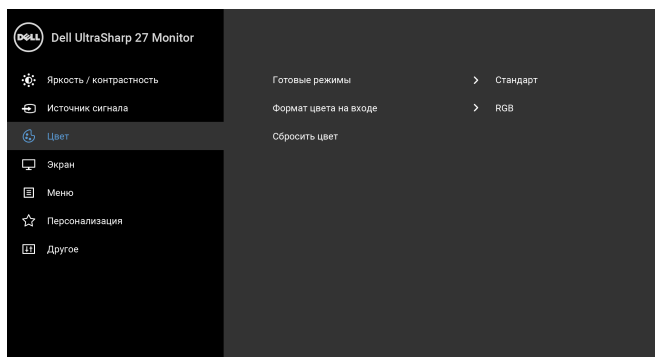 DELL Dell UltraSharp 27 Monitor
Яркость / контрастность
Готовые режимы > Стандарт
Источник сигнала
Формат цвета на входе > RGB
Цвет
Сбросить цвет
Экран
Меню
Персонализация
Другое